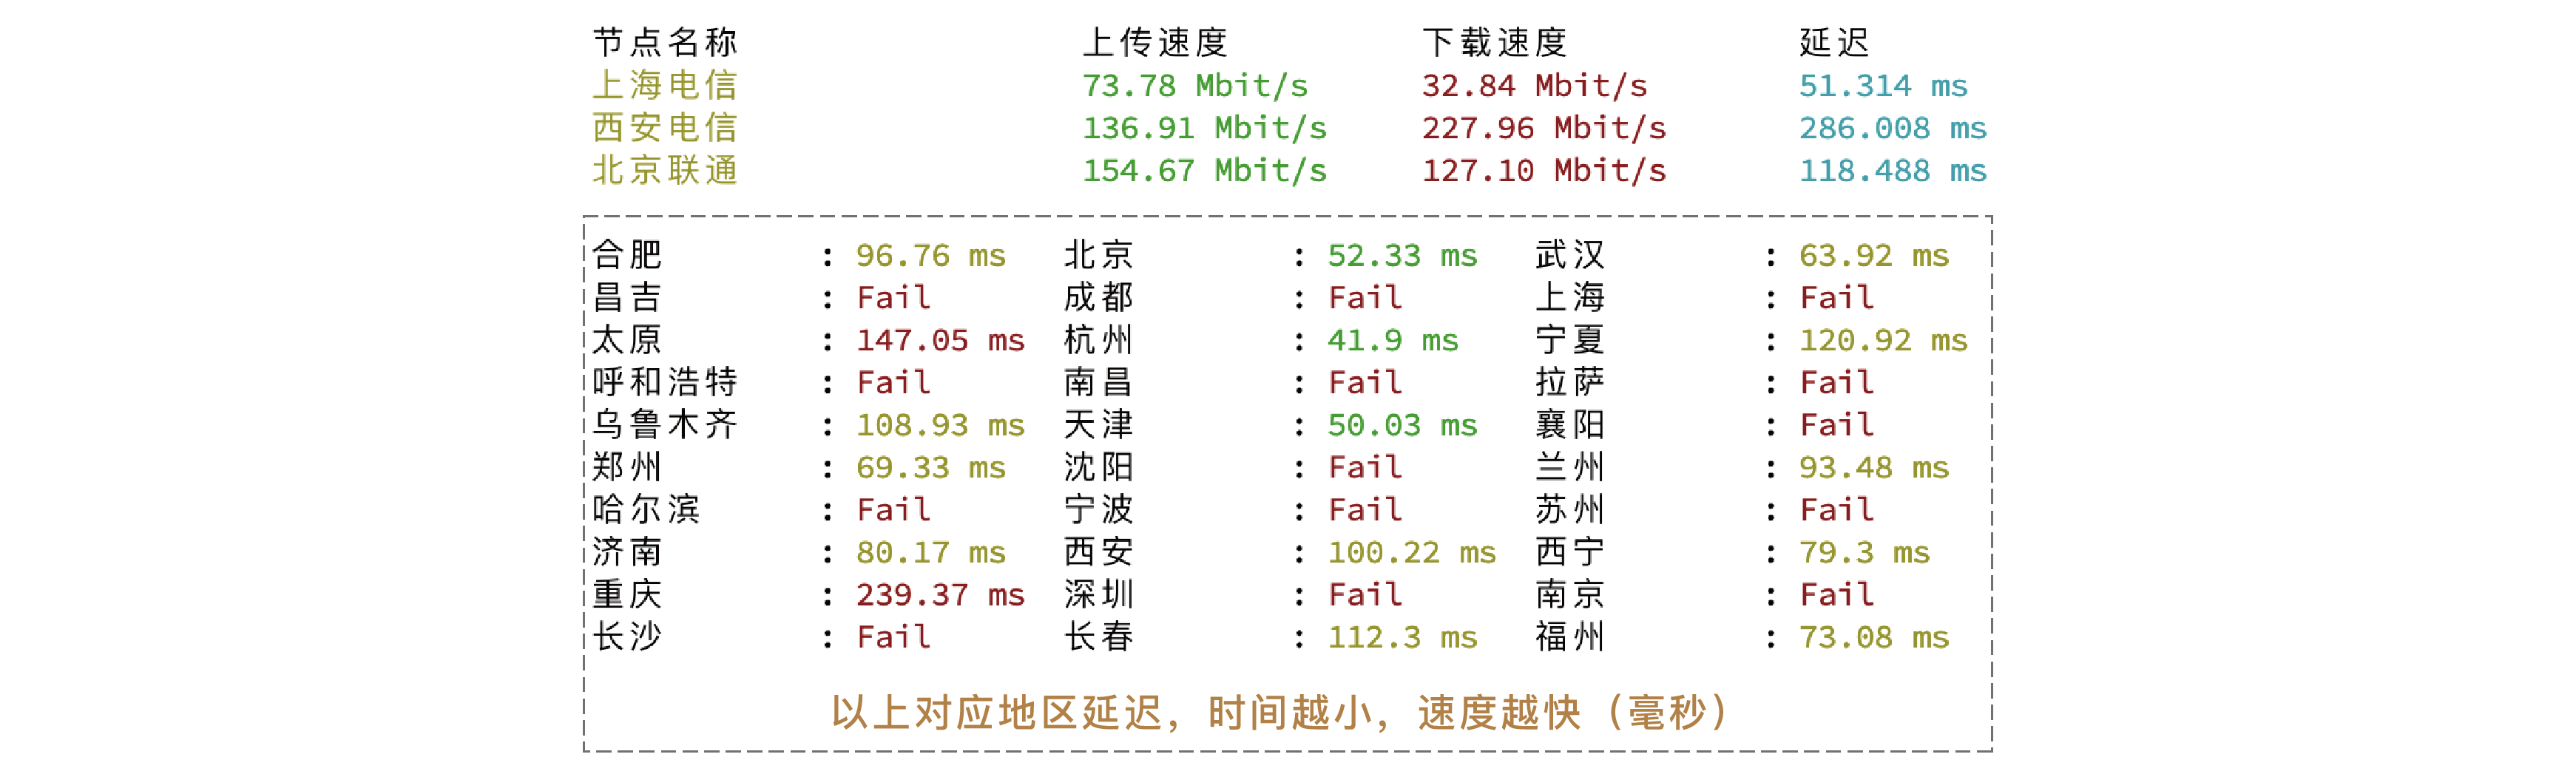 节点名称 上传速度 下载速度 延迟
上海电信 73.78 Mbit/s 32.84 Mbit/s 51.314 ms
西安电信 136.91 Mbit/s 227.96 Mbit/s 286.008 ms
北京联通 154.67 Mbit/s 127.10 Mbit/s 118.488 ms
合肥 : 96.76 ms 北京 : 52.33 ms 武汉 : 63.92 ms
昌吉 : Fail 成都 : Fail 上海 : Fail
太原 : 147.05 ms 杭州 : 41.9 ms 宁夏 : 120.92 ms
呼和浩特 : Fail 南昌 : Fail 拉萨 : Fail
乌鲁木齐 : 108.93 ms 天津 : 50.03 ms 襄阳 : Fail
郑州 : 69.33 ms 沈阳 : Fail 兰州 : 93.48 ms
哈尔滨 : Fail 宁波 : Fail 苏州 : Fail
济南 : 80.17 ms 西安 : 100.22 ms 西宁 : 79.3 ms
重庆 : 239.37 ms 深圳 : Fail 南京 : Fail
长沙 : Fail 长春 : 112.3 ms 福州 : 73.08 ms
以上对应地区延迟，时间越小，速度越快（毫秒）